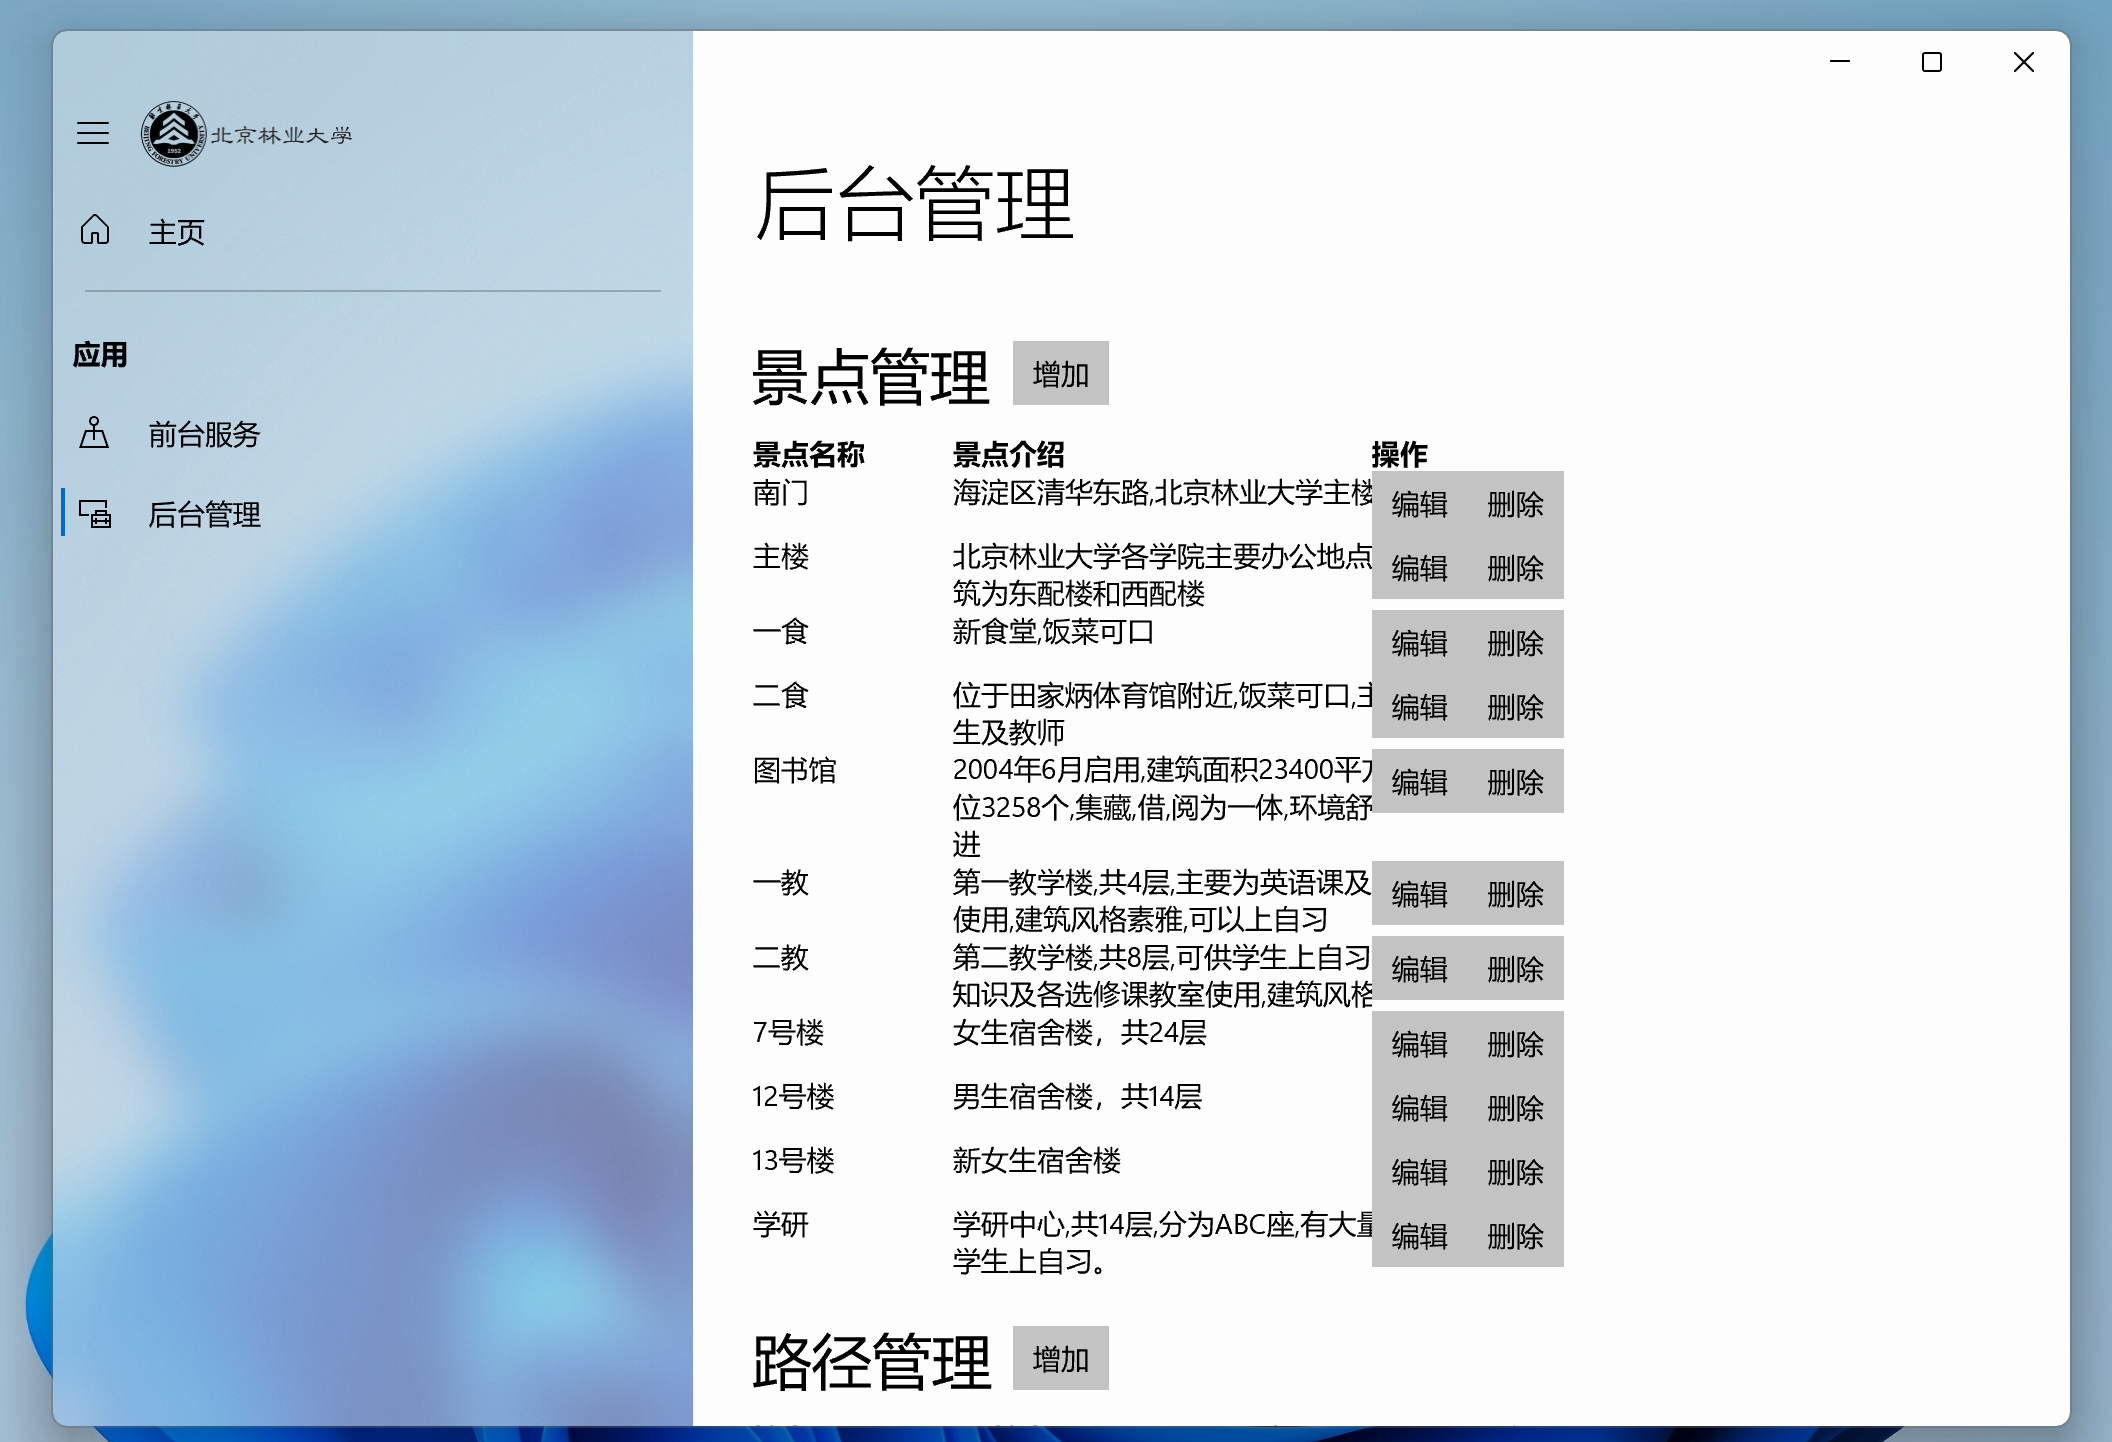 北京林业大学
BEIJING FORESTRY UNIVERSITY
1952
主页
应用
前台服务
后台管理
后台管理
景点管理 增加
景点名称 景点介绍 操作
南门 海淀区清华东路,北京林业大学主楼 编辑 删除
主楼 北京林业大学各学院主要办公地点 编辑 删除
筑为东配楼和西配楼
一食 新食堂,饭菜可口 编辑 删除
二食 位于田家炳体育馆附近,饭菜可口,主 编辑 删除
生及教师
图书馆 2004年6月启用,建筑面积23400平方 编辑 删除
位3258个,集藏,借,阅为一体,环境舒
进
一教 第一教学楼,共4层,主要为英语课及 编辑 删除
使用,建筑风格素雅,可以上自习
二教 第二教学楼,共8层,可供学生上自习 编辑 删除
知识及各选修课教室使用,建筑风格
7号楼 女生宿舍楼，共24层 编辑 删除
12号楼 男生宿舍楼，共14层 编辑 删除
13号楼 新女生宿舍楼 编辑 删除
学研 学研中心,共14层,分为ABC座,有大量 编辑 删除
学生上自习。
路径管理 增加